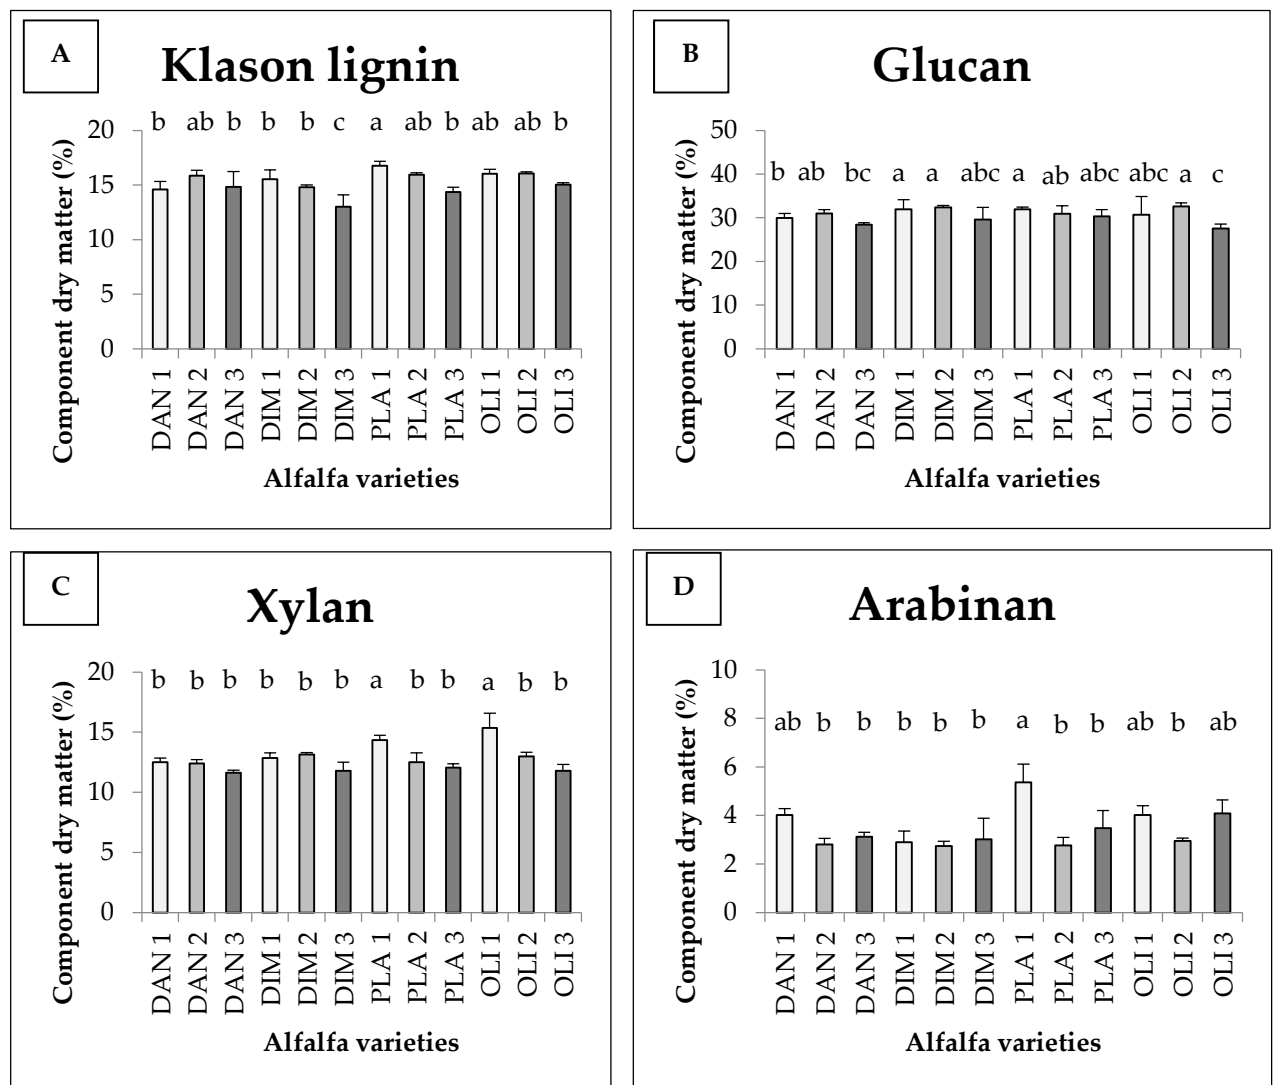 A
Klason lignin
b ab b b b c a ab b ab ab b
20
15
10
5
0
Component dry matter (%)
DAN 1
DAN 2
DAN 3
DIM 1
DIM 2
DIM 3
PLA 1
PLA 2
PLA 3
OLI 1
OLI 2
OLI 3
Alfalfa varieties
B
Glucan
b ab bc a a abc a ab abc abc a c
50
40
30
20
10
0
Component dry matter (%)
DAN 1
DAN 2
DAN 3
DIM 1
DIM 2
DIM 3
PLA 1
PLA 2
PLA 3
OLI 1
OLI 2
OLI 3
Alfalfa varieties
C
Xylan
b b b b b b a b b a b b
20
15
10
5
0
Component dry matter (%)
DAN 1
DAN 2
DAN 3
DIM 1
DIM 2
DIM 3
PLA 1
PLA 2
PLA 3
OLI 1
OLI 2
OLI 3
Alfalfa varieties
D
Arabinan
ab b b b b b a b b ab b ab
10
8
6
4
2
0
Component dry matter (%)
DAN 1
DAN 2
DAN 3
DIM 1
DIM 2
DIM 3
PLA 1
PLA 2
PLA 3
OLI 1
OLI 2
OLI 3
Alfalfa varieties